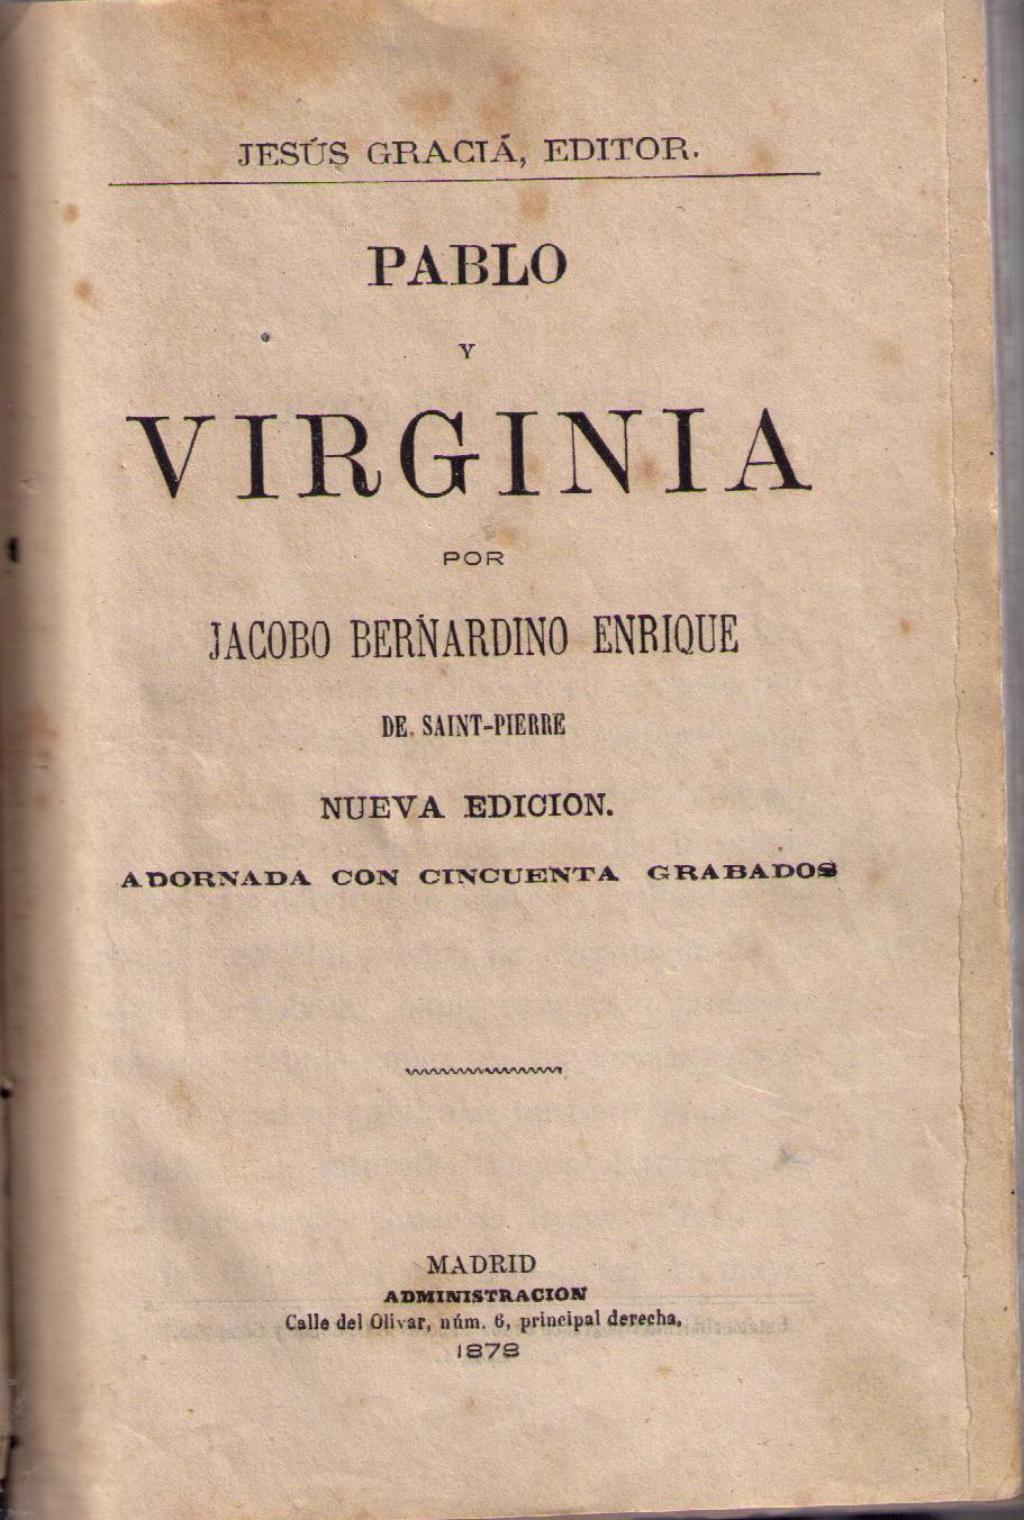 JESÚS GRACIÁ, EDITOR.
PABLO
Y
VIRGINIA
POR
JACOBO BERNARDINO ENRIQUE
DE SAINT-PIERRE
NUEVA EDICION.
ADORNADA CON CINCUENTA GRABADOS
MADRID
ADMINISTRACION
Calle del Olivar, núm. 6, principal derecha,
1878